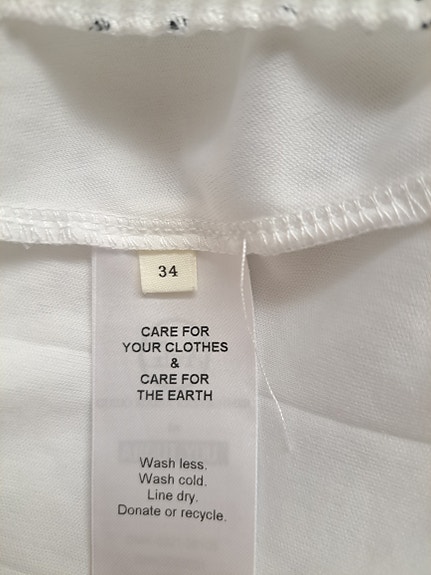 34
CARE FOR
YOUR CLOTHES
&
CARE FOR
THE EARTH
Wash less.
Wash cold.
Line dry.
Donate or recycle.